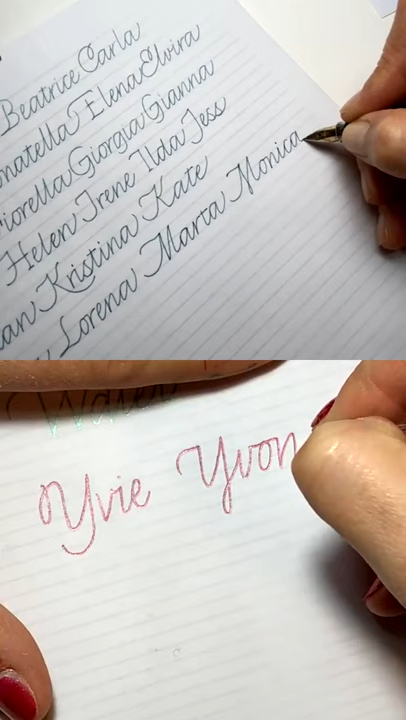 Beatrice Carla
Elena Elvira
Giorgia Gianna
Helen Irene Ilda Jess
Kristina Kate
Lorena Marta Monica
Yvie Yvon